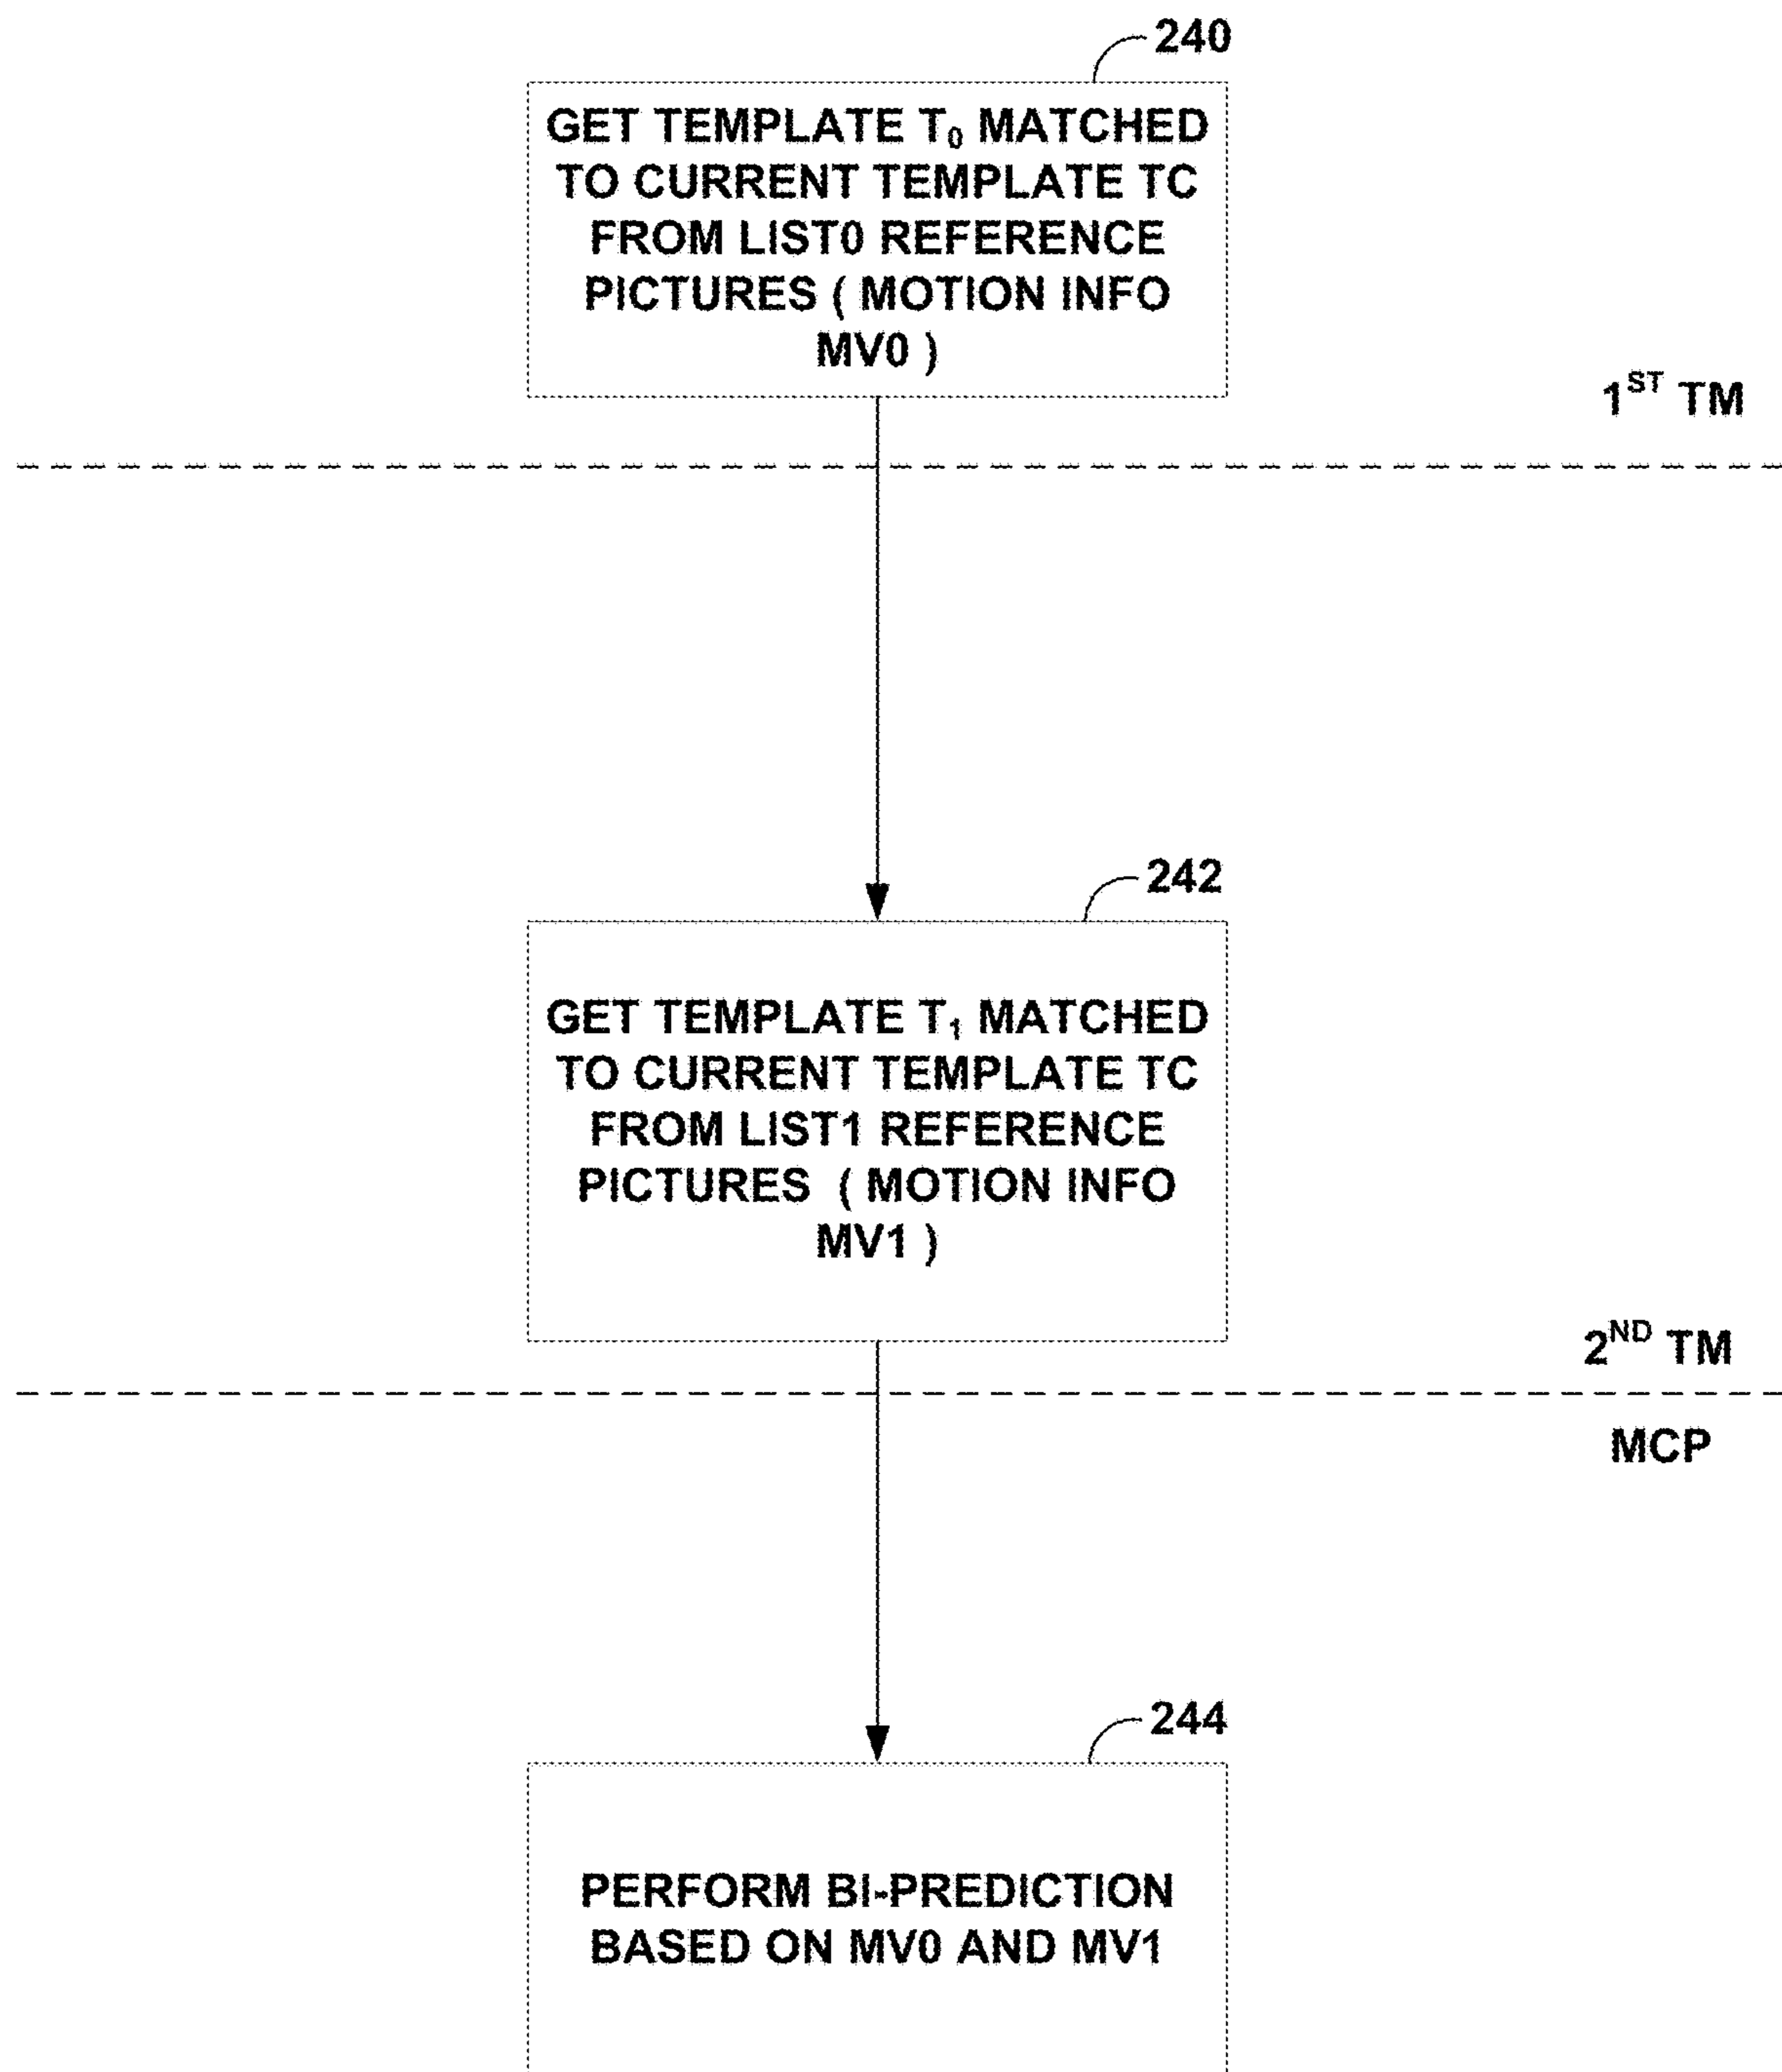 240
GET TEMPLATE T₀ MATCHED
TO CURRENT TEMPLATE TC
FROM LIST0 REFERENCE
PICTURES ( MOTION INFO
MV0 )
1ST TM
242
GET TEMPLATE T₁ MATCHED
TO CURRENT TEMPLATE TC
FROM LIST1 REFERENCE
PICTURES ( MOTION INFO
MV1 )
2ND TM
MCP
244
PERFORM BI-PREDICTION
BASED ON MV0 AND MV1